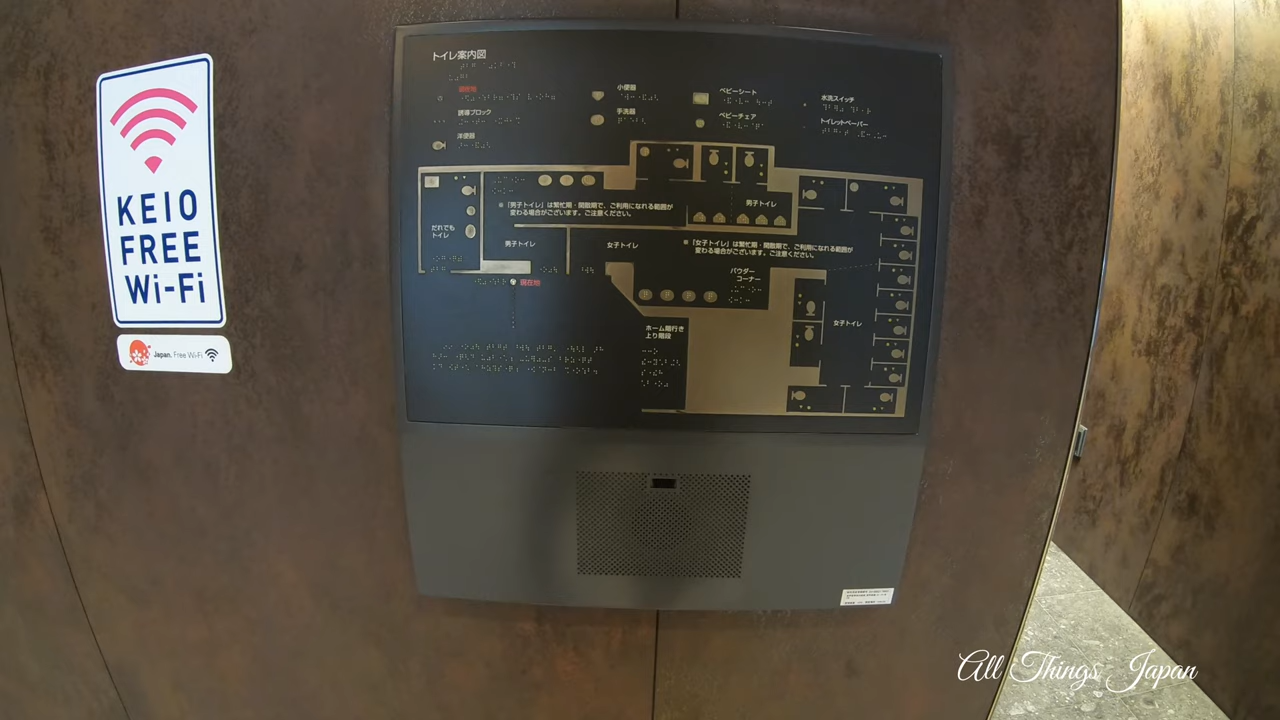 KEIO
FREE
Wi-Fi
Japan. Free Wi-Fi
トイレ案内図
現在地
誘導ブロック
洋便器
小便器
手洗器
ベビーシート
ベビーチェア
水洗スイッチ
トイレットペーパー
だれでも
トイレ
※「男子トイレ」は繁忙期・閑散期で、ご利用になれる範囲が
変わる場合がございます。ご注意ください。
男子トイレ
男子トイレ
女子トイレ
※「女子トイレ」は繁忙期・閑散期で、ご利用になれる範囲が
変わる場合がございます。ご注意ください。
パウダー
コーナー
現在地
女子トイレ
ホーム階行き
上り階段
All Things Japan